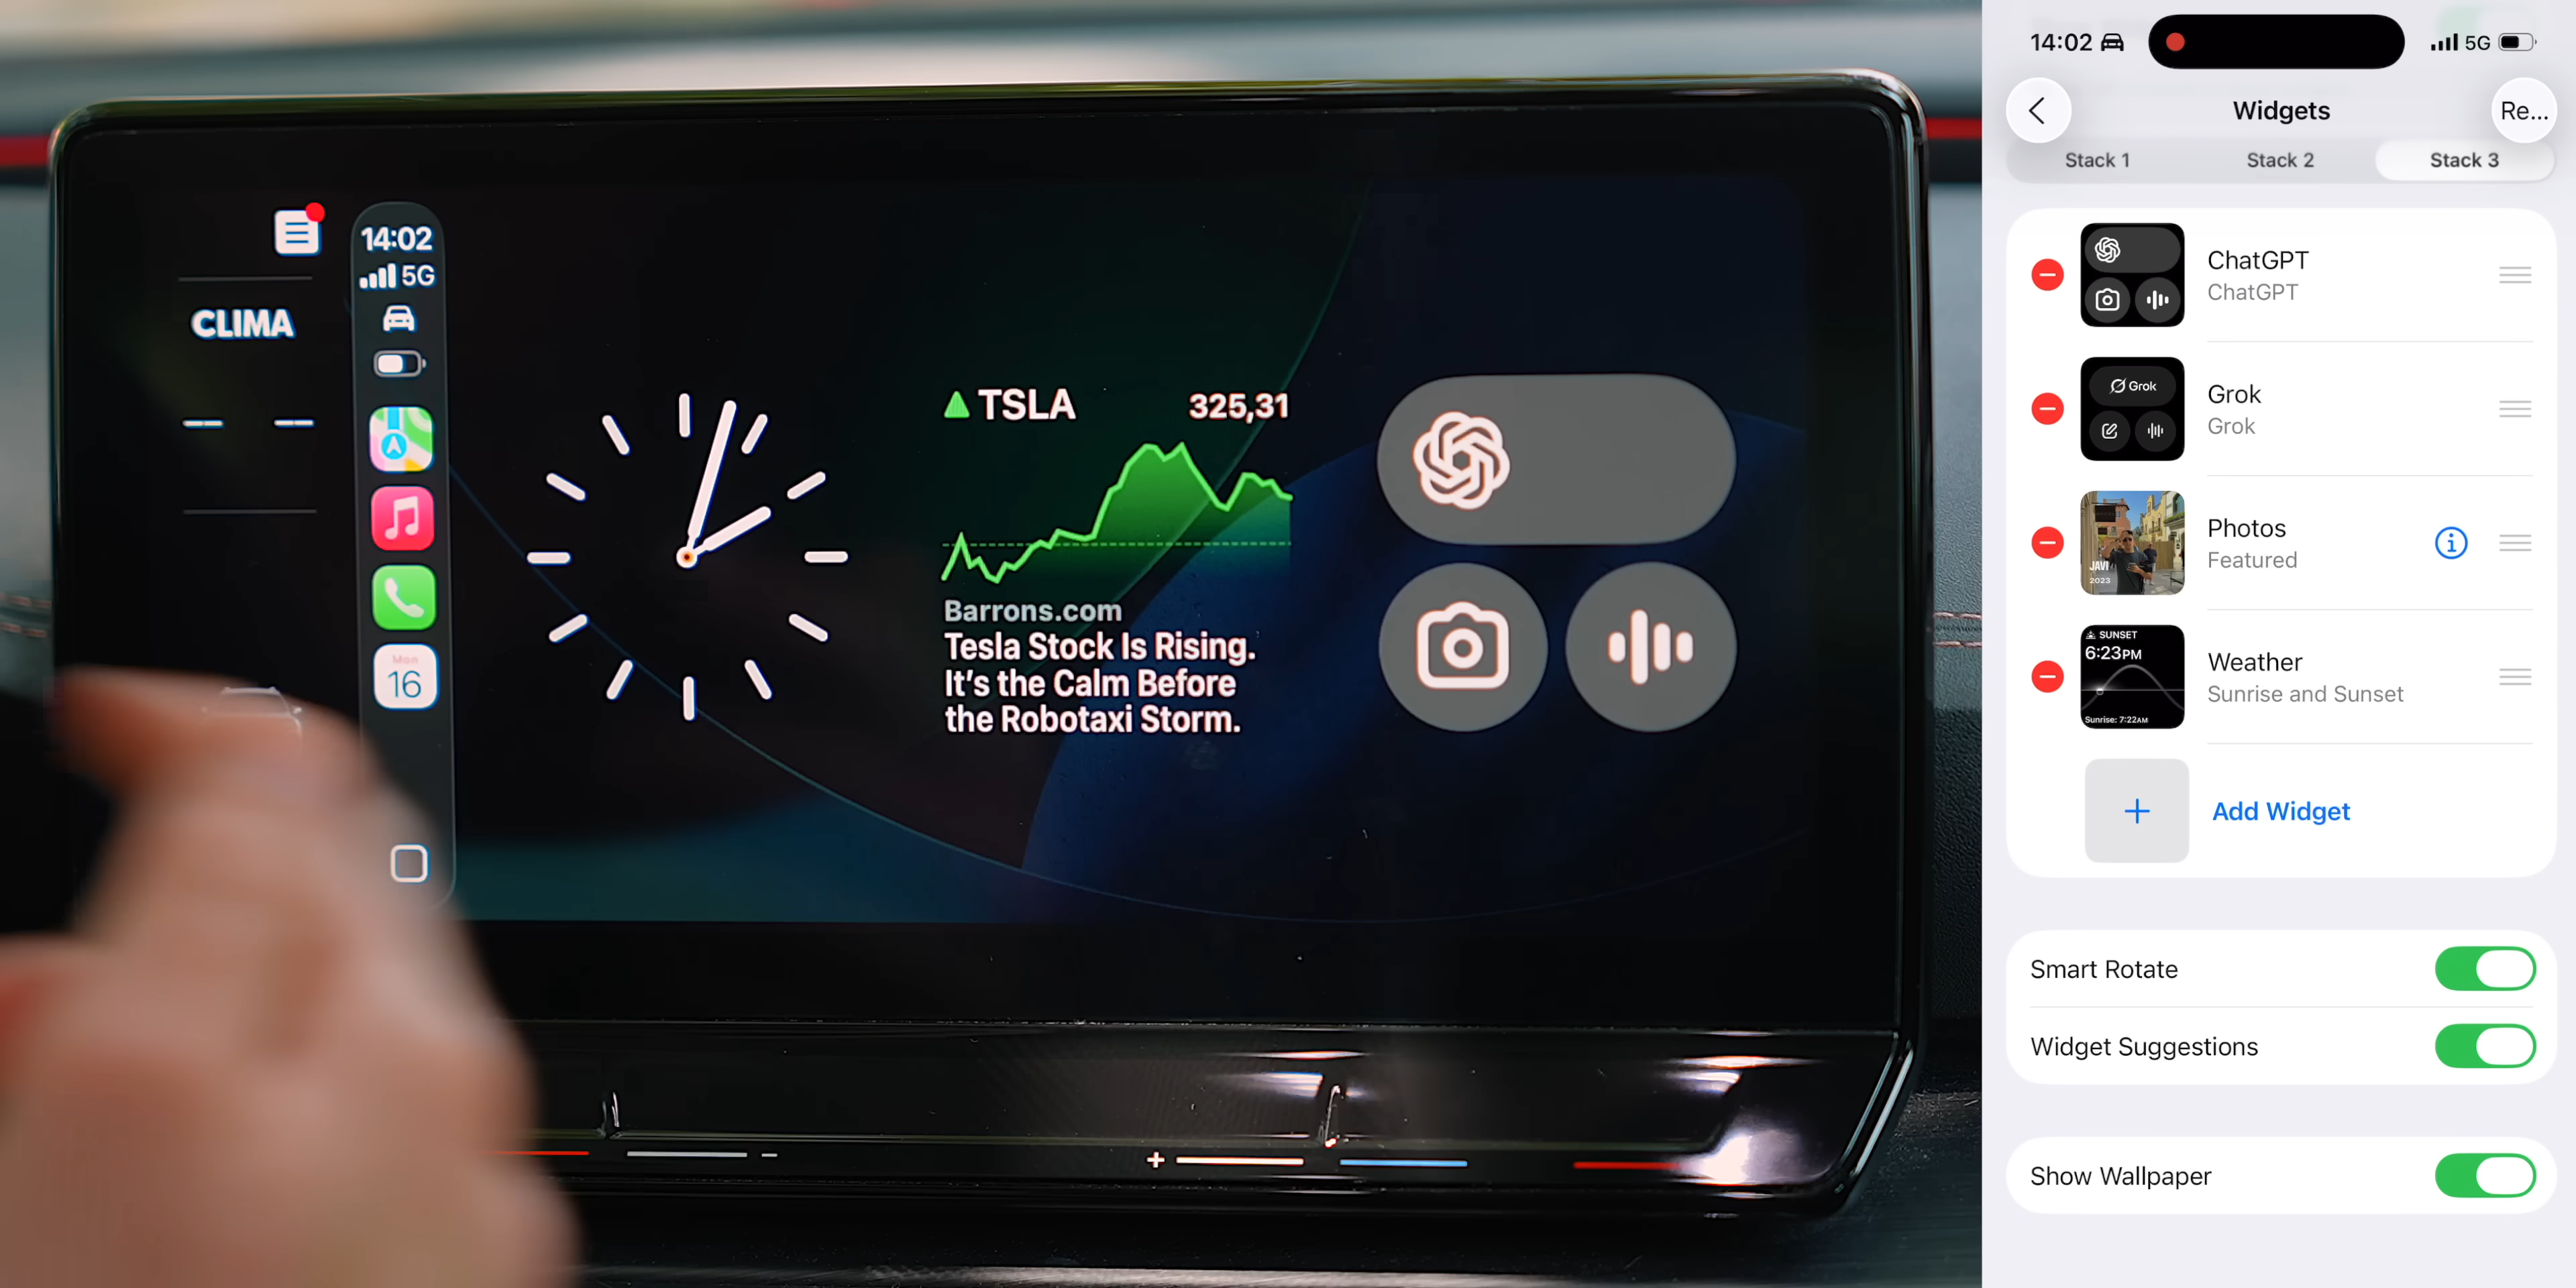 CLIMA
14:02
5G
Mon
16
TSLA
325,31
Barrons.com
Tesla Stock Is Rising.
It's the Calm Before
the Robotaxi Storm.
+
−
14:02
5G
Widgets
Re...
Stack 1
Stack 2
Stack 3
ChatGPT
ChatGPT
Grok
Grok
Grok
JAVI
2023
Photos
Featured
SUNSET
6:23PM
Sunrise: 7:22AM
Weather
Sunrise and Sunset
+
Add Widget
Smart Rotate
Widget Suggestions
Show Wallpaper